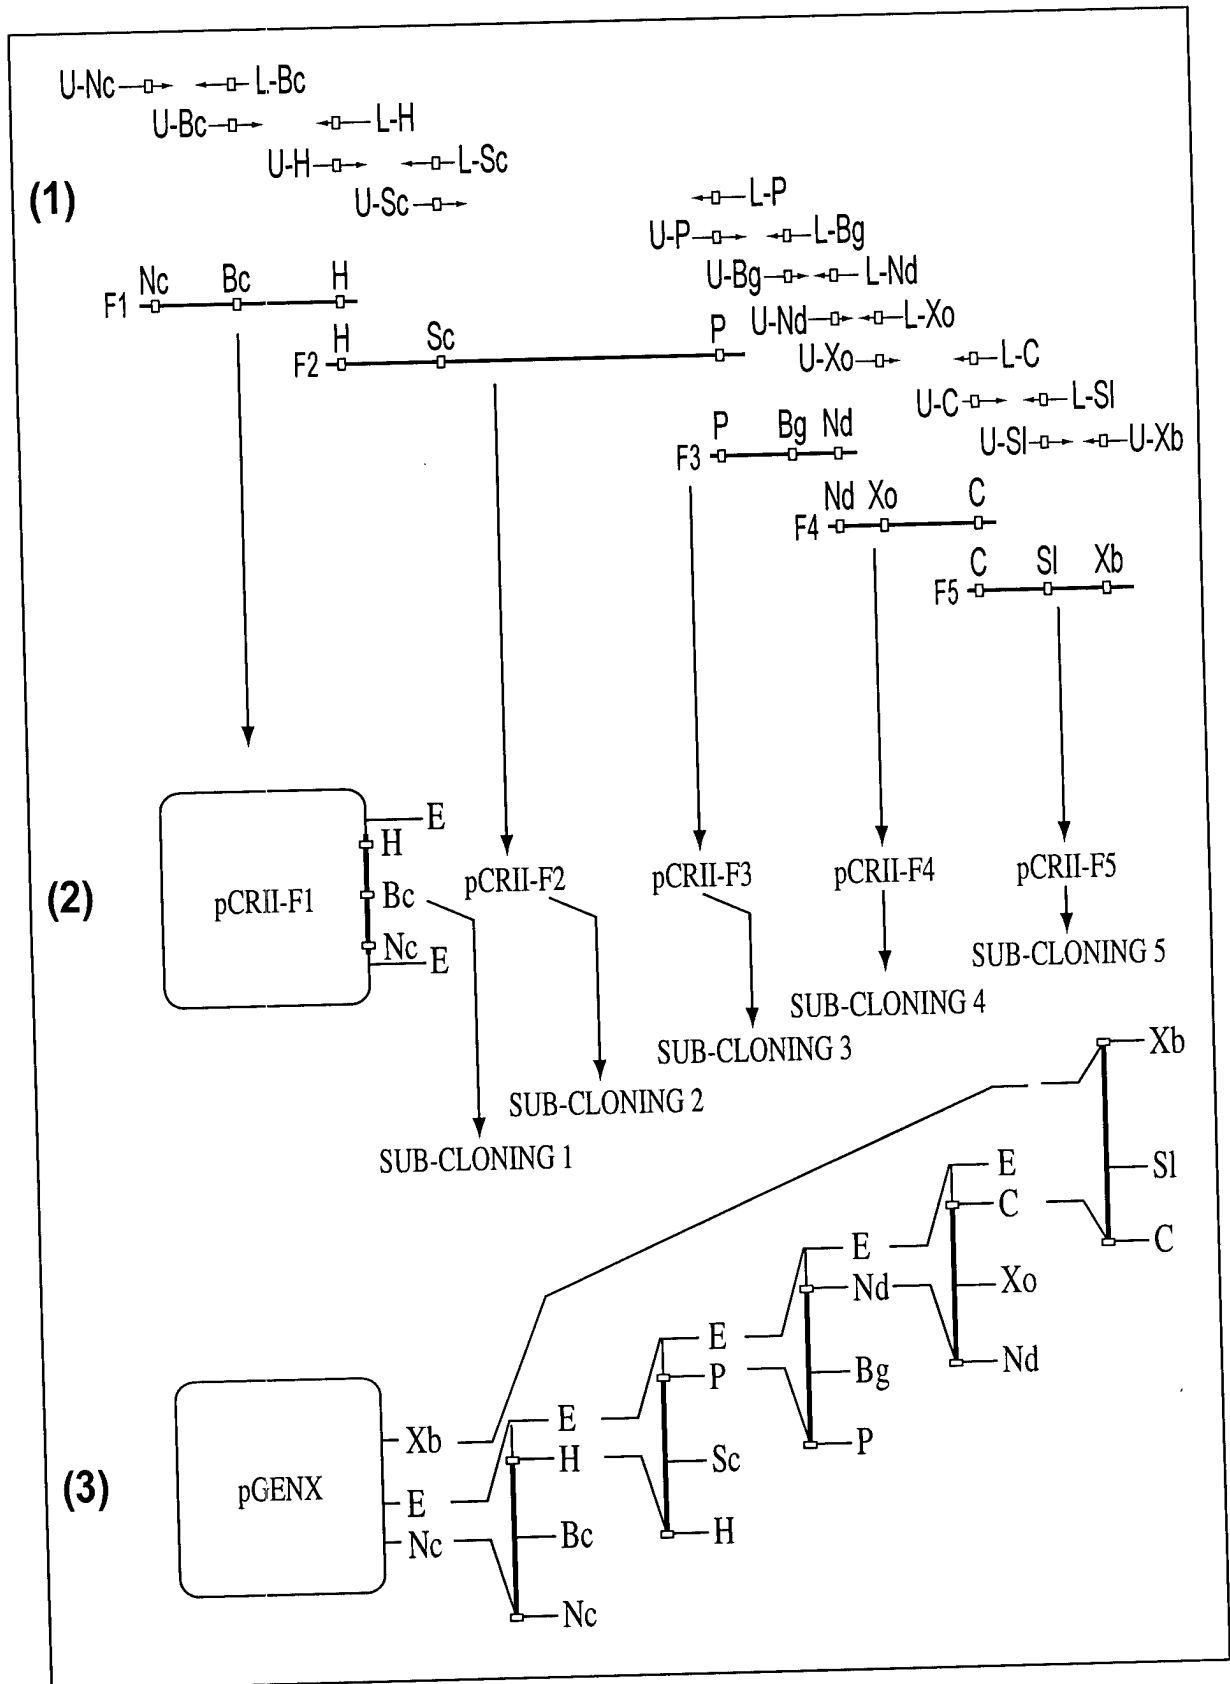 U-Nc L-Bc
U-Bc L-H
U-H L-Sc
(1)
U-Sc
L-P
U-P L-Bg
U-Bg L-Nd
U-Nd L-Xo
U-Xo L-C
U-C L-Sl
U-Sl U-Xb
Nc Bc H
F1
H Sc P
F2
P Bg Nd
F3
Nd Xo C
F4
C Sl Xb
F5
(2)
pCRII-F1
E
H
Bc
Nc
E
pCRII-F2
pCRII-F3
pCRII-F4
pCRII-F5
SUB-CLONING 5
SUB-CLONING 4
SUB-CLONING 3
SUB-CLONING 2
SUB-CLONING 1
(3)
pGENX
Xb
E
Nc
E
H
Bc
Nc
E
P
Sc
H
E
Nd
Bg
P
E
C
Xo
Nd
Xb
Sl
C